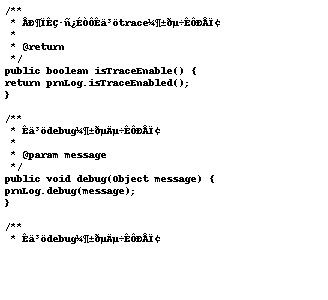 /**
* ÅÐ¶ÏÊÇ·ñ¿ÉÒÔÊä³ötrace¼¶±ðµ÷ÊÔÐÅÏ¢
*
* @return
*/
public boolean isTraceEnable() {
return prnLog.isTraceEnabled();
}
/**
* Êä³ödebug¼¶±ðµÄµ÷ÊÔÐÅÏ¢
*
* @param message
*/
public void debug(Object message) {
prnLog.debug(message);
}
/**
* Êä³ödebug¼¶±ðµÄµ÷ÊÔÐÅÏ¢